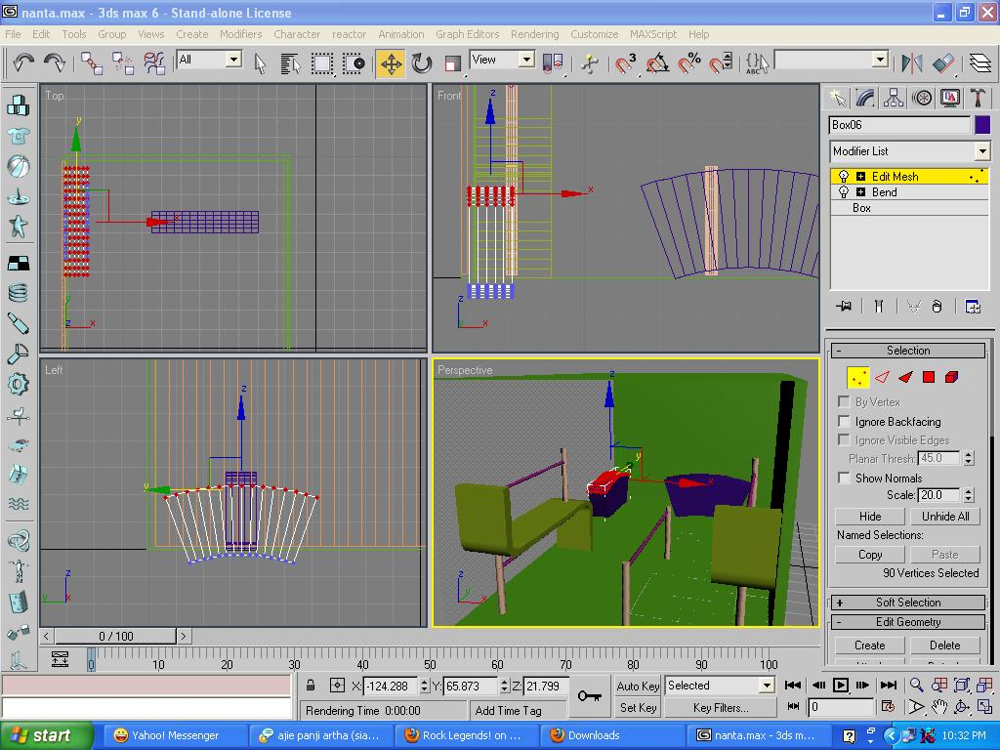 nanta.max - 3ds max 6 - Stand-alone License
File Edit Tools Group Views Create Modifiers Character reactor Animation Graph Editors Rendering Customize MAXScript Help
All
View
3
%
ABC
Top
y
x
z
x
Front
z
x
z
x
Box06
Modifier List
Edit Mesh
Bend
Box
Left
z
y
z
y
x
Perspective
z
y
x
z
y
x
- Selection
By Vertex
Ignore Backfacing
Ignore Visible Edges
Planar Thresh: 45.0
Show Normals
Scale: 20.0
Hide Unhide All
Named Selections:
Copy Paste
90 Vertices Selected
+ Soft Selection
- Edit Geometry
Create Delete
< 0 / 100 >
0 10 20 30 40 50 60 70 80 90 100
X: -124.288 Y: 65.873 Z: 21.799
Auto Key Selected
Rendering Time 0:00:00 Add Time Tag
Set Key Key Filters...
0
start Yahoo! Messenger ajie panji artha (sia... Rock Legends! on ... Downloads nanta.max - 3ds m... 10:32 PM